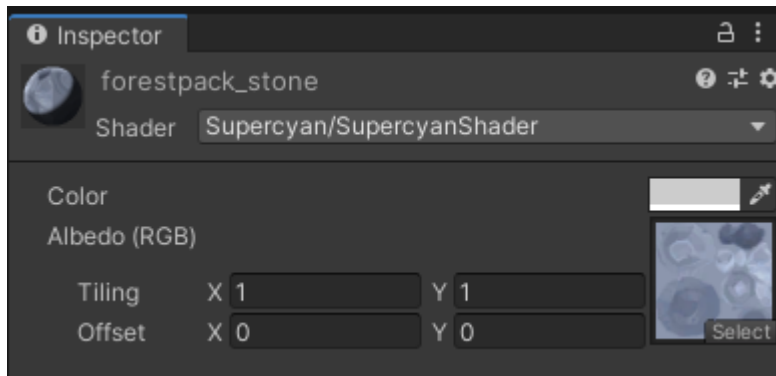 Inspector
forestpack_stone
Shader Supercyan/SupercyanShader
Color
Albedo (RGB)
Tiling X 1 Y 1
Offset X 0 Y 0
Select